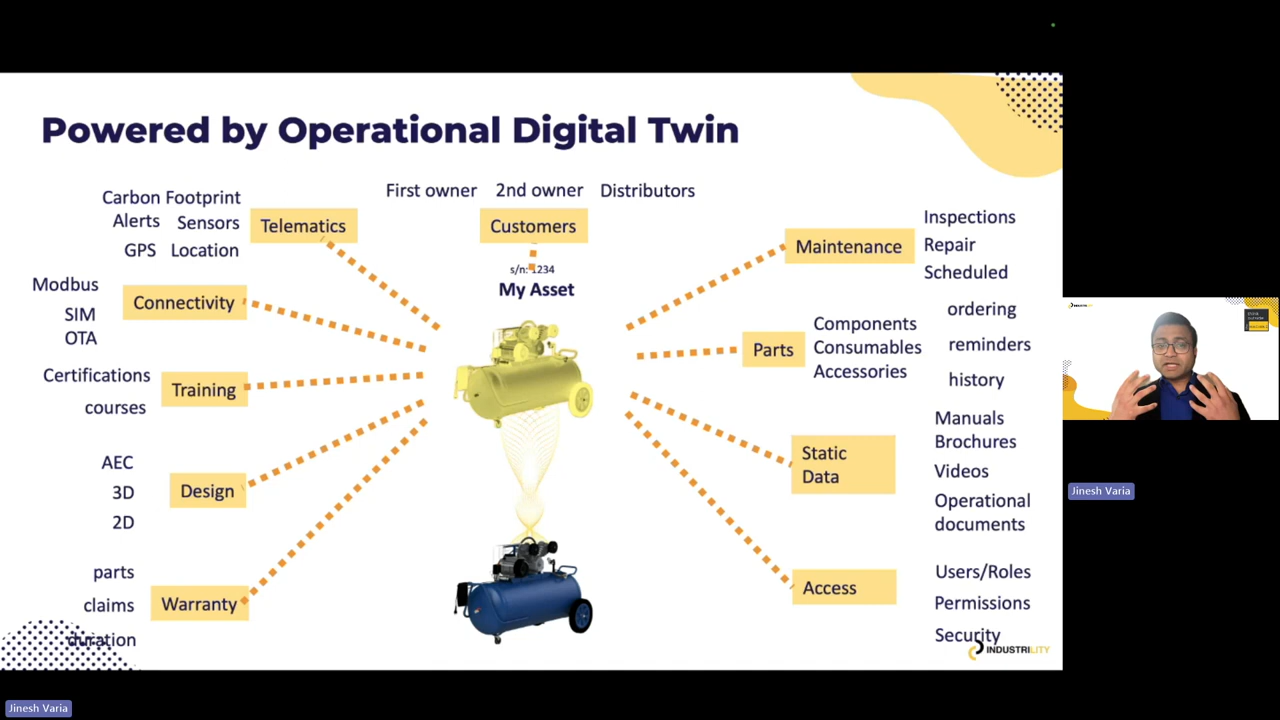 Powered by Operational Digital Twin
First owner 2nd owner Distributors
Customers
s/n: 1234
My Asset
Carbon Footprint
Alerts Sensors
GPS Location
Telematics
Modbus
SIM
OTA
Connectivity
Certifications
courses
Training
AEC
3D
2D
Design
parts
claims
duration
Warranty
Maintenance
Inspections
Repair
Scheduled
Parts
Components
Consumables
Accessories
ordering
reminders
history
Static
Data
Manuals
Brochures
Videos
Operational
documents
Access
Users/Roles
Permissions
Security
INDUSTRILITY
Jinesh Varia
Jinesh Varia